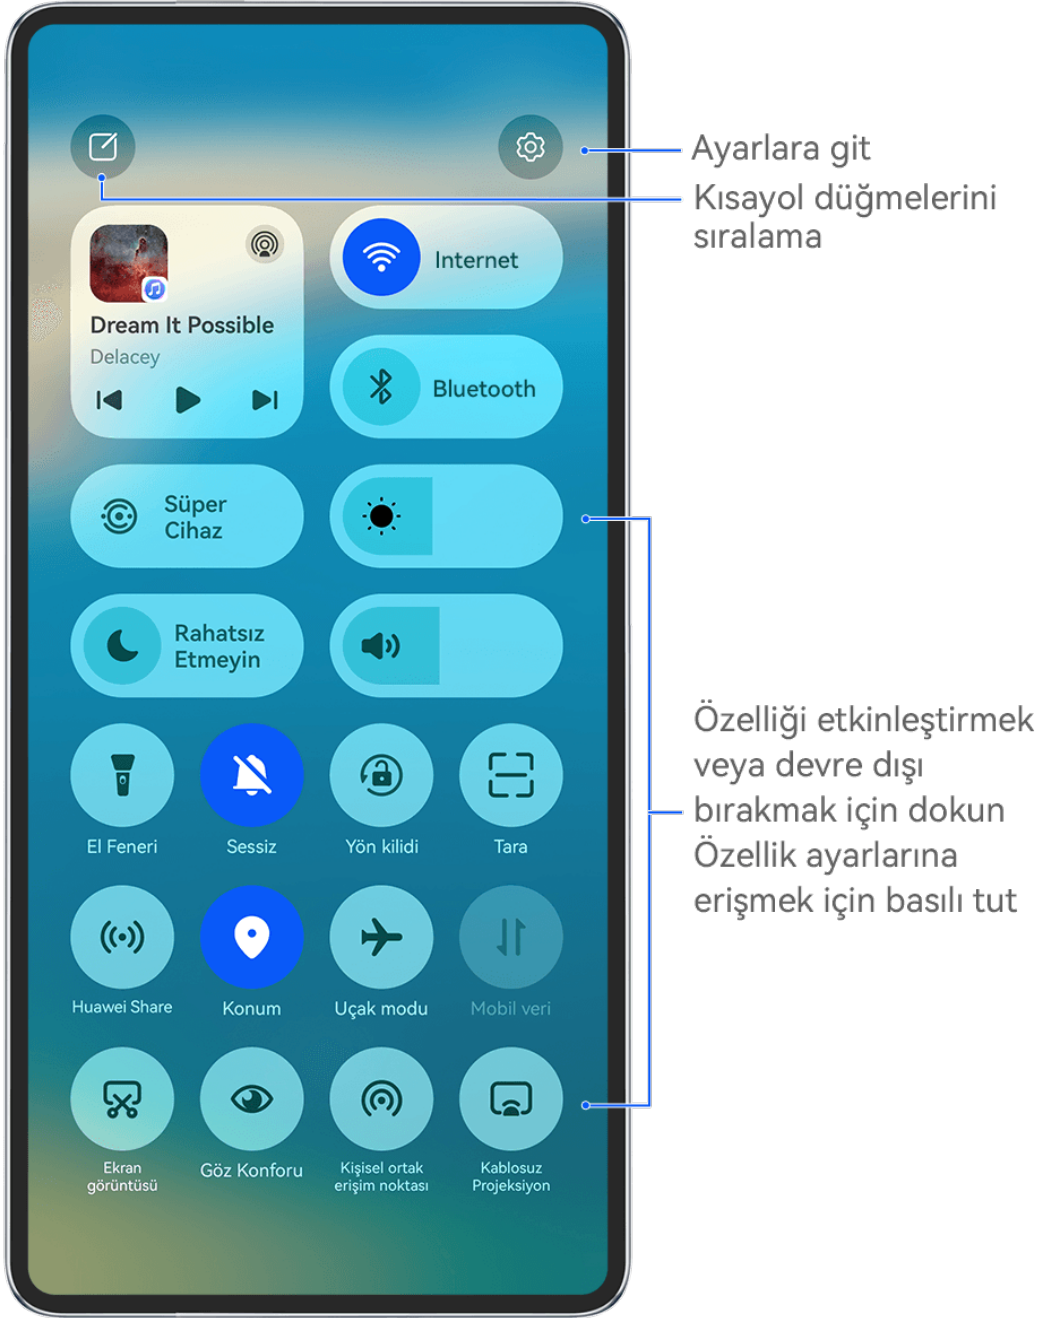 Ayarlara git
Kısayol düğmelerini
sıralama
Internet
Dream It Possible
Delacey
Bluetooth
Süper
Cihaz
Rahatsız
Etmeyin
Özelliği etkinleştirmek
veya devre dışı
bırakmak için dokun
Özellik ayarlarına
erişmek için basılı tut
El Feneri
Sessiz
Yön kilidi
Tara
Huawei Share
Konum
Uçak modu
Mobil veri
Ekran
görüntüsü
Göz Konforu
Kişisel ortak
erişim noktası
Kablosuz
Projeksiyon